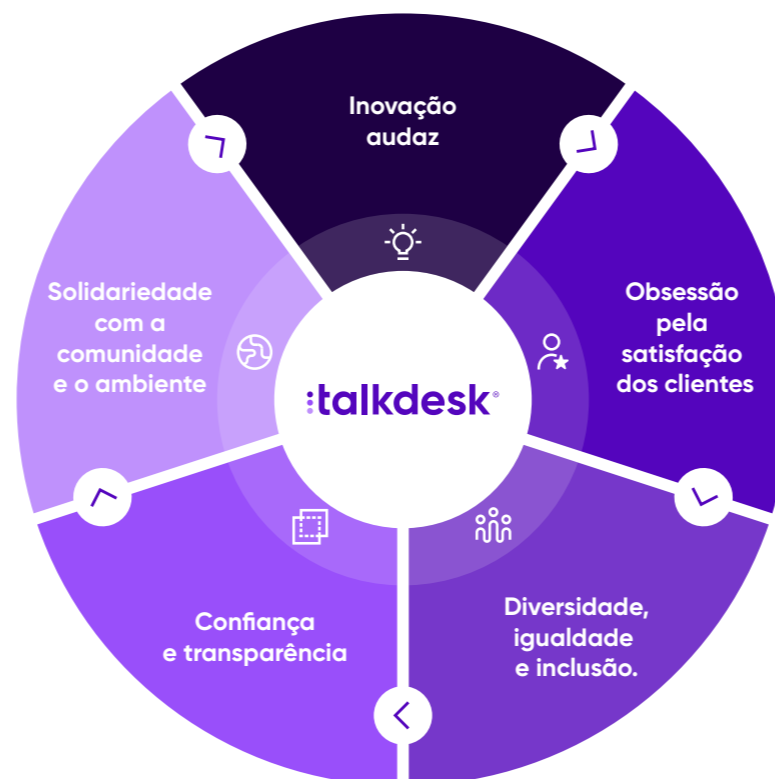 Inovação
audaz
Obsessão
pela
satisfação
dos clientes
Diversidade,
igualdade
e inclusão.
Confiança
e transparência
Solidariedade
com a
comunidade
e o ambiente
:talkdesk®